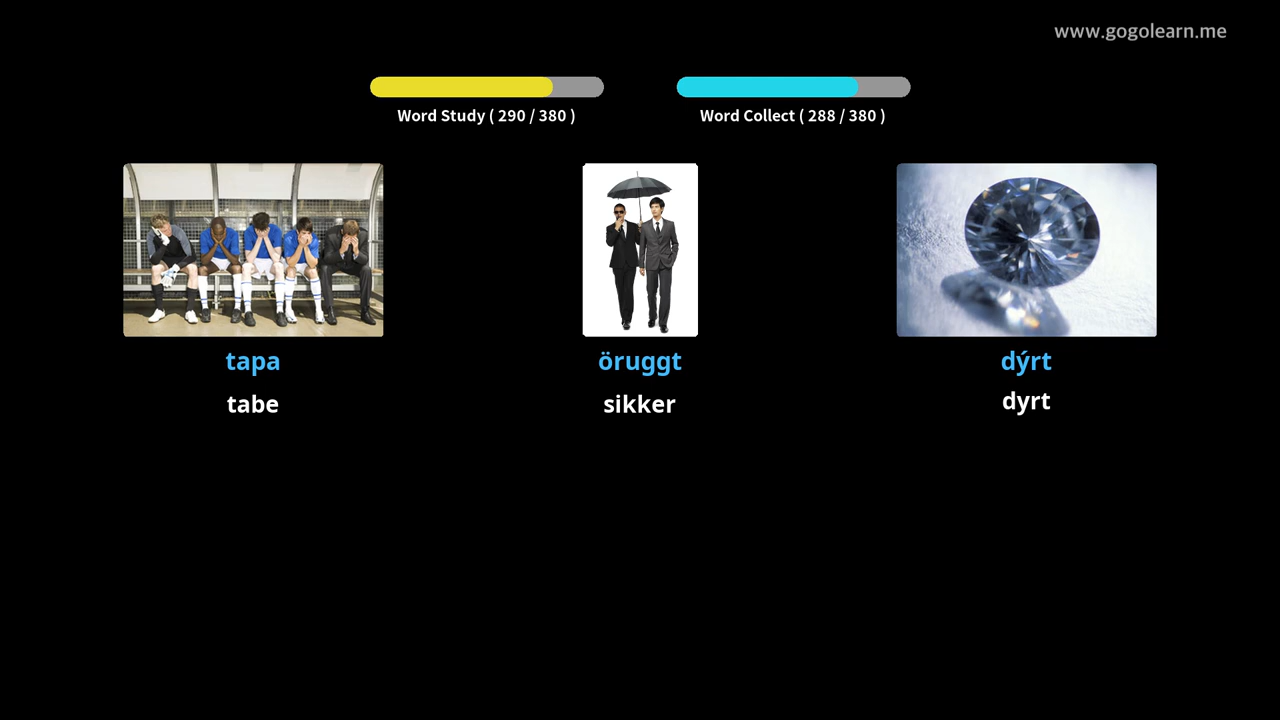 www.gogolearn.me
Word Study ( 290 / 380 )
Word Collect ( 288 / 380 )
tapa
tabe
öruggt
sikker
dýrt
dyrt